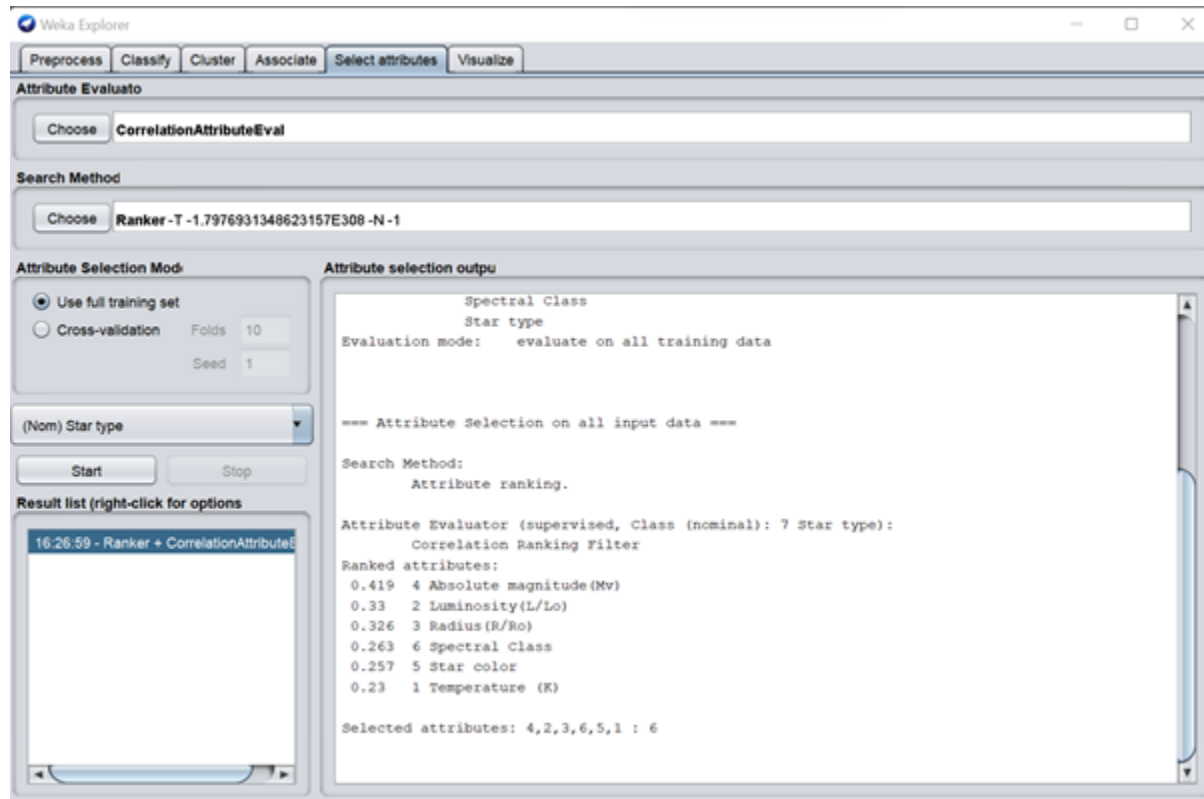 Weka Explorer
Preprocess Classify Cluster Associate Select attributes Visualize
Attribute Evaluato
Choose CorrelationAttributeEval
Search Method
Choose Ranker -T -1.7976931348623157E308 -N -1
Attribute Selection Mod
Attribute selection outpu
Use full training set
Cross-validation Folds 10
Seed 1
(Nom) Star type
Start Stop
Result list (right-click for options
16:26:59 - Ranker + CorrelationAttributeE
Spectral Class
Star type
Evaluation mode: evaluate on all training data
=== Attribute Selection on all input data ===
Search Method:
Attribute ranking.
Attribute Evaluator (supervised, Class (nominal): 7 Star type):
Correlation Ranking Filter
Ranked attributes:
0.419 4 Absolute magnitude(Mv)
0.33 2 Luminosity(L/Lo)
0.326 3 Radius(R/Ro)
0.263 6 Spectral Class
0.257 5 Star color
0.23 1 Temperature (K)
Selected attributes: 4,2,3,6,5,1 : 6